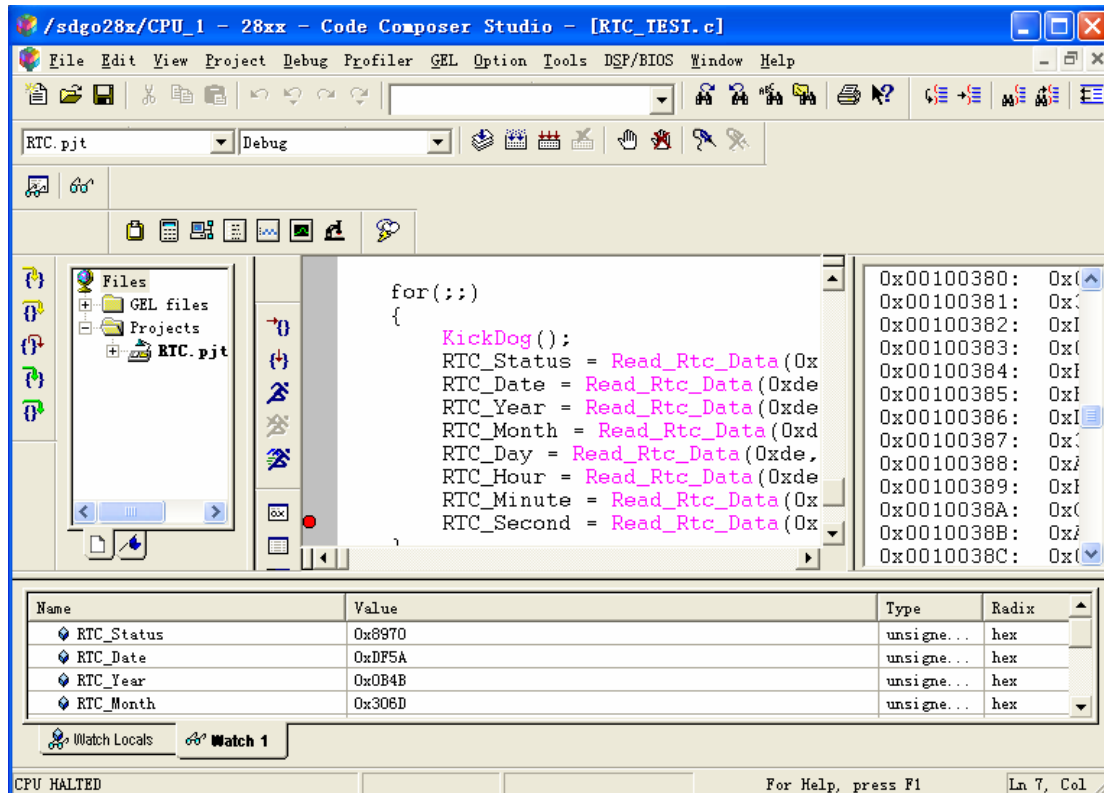 /sdgo28x/CPU_1 - 28xx - Code Composer Studio - [RTC_TEST.c]
File Edit View Project Debug Profiler GEL Option Tools DSP/BIOS Window Help
RTC.pjt Debug
Files
GEL files
Projects
RTC.pjt
for(;;)
{
KickDog();
RTC_Status = Read_Rtc_Data(0x
RTC_Date = Read_Rtc_Data(0xde
RTC_Year = Read_Rtc_Data(0xde
RTC_Month = Read_Rtc_Data(0xd
RTC_Day = Read_Rtc_Data(0xde,
RTC_Hour = Read_Rtc_Data(0xde
RTC_Minute = Read_Rtc_Data(0x
RTC_Second = Read_Rtc_Data(0x
}
0x00100380:
0x00100381:
0x00100382:
0x00100383:
0x00100384:
0x00100385:
0x00100386:
0x00100387:
0x00100388:
0x00100389:
0x0010038A:
0x0010038B:
0x0010038C:
Name Value Type Radix
RTC_Status 0x8970 unsigne... hex
RTC_Date 0xDF5A unsigne... hex
RTC_Year 0x0B4B unsigne... hex
RTC_Month 0x306D unsigne... hex
Watch Locals Watch 1
CPU HALTED For Help, press F1 Ln 7, Col